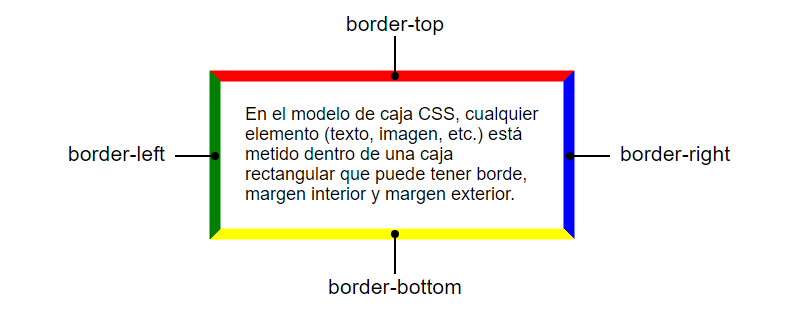 border-top
En el modelo de caja CSS, cualquier
elemento (texto, imagen, etc.) está
metido dentro de una caja
rectangular que puede tener borde,
margen interior y margen exterior.
border-left
border-right
border-bottom